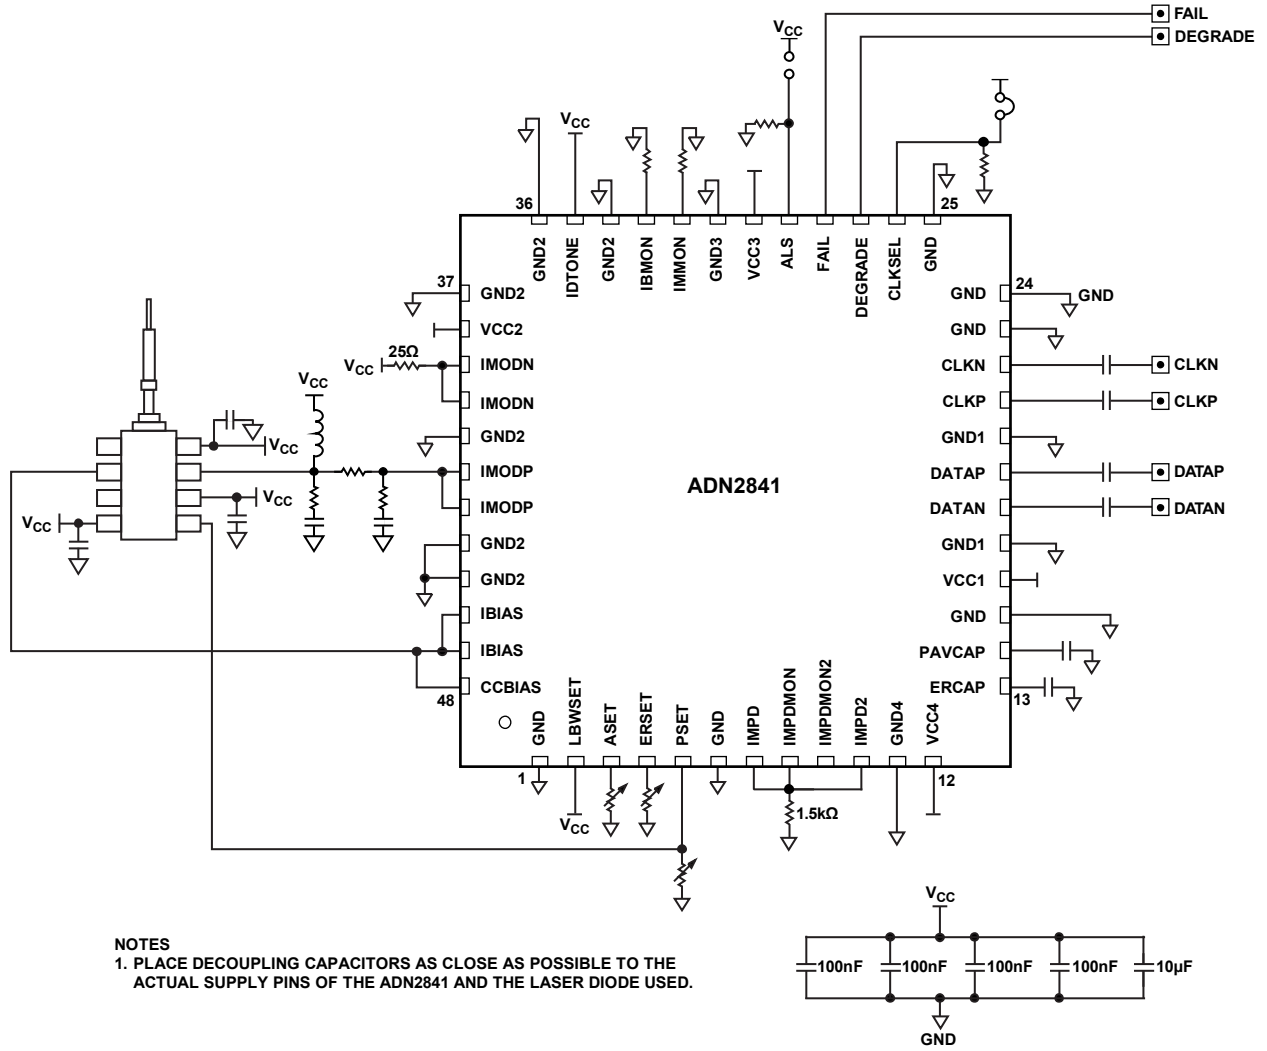 FAIL
DEGRADE
VCC
VCC
36
25
GND2
IDTONE
GND2
IBMON
IMMON
GND3
VCC3
ALS
FAIL
DEGRADE
CLKSEL
GND
37
24
GND2
VCC2
IMODN
IMODN
GND2
IMODP
IMODP
GND2
GND2
IBIAS
IBIAS
CCBIAS
48
25Ω
VCC
VCC
VCC
VCC
VCC
ADN2841
GND
GND
GND
CLKN
CLKN
CLKP
CLKP
GND1
DATAP
DATAP
DATAN
DATAN
GND1
VCC1
GND
PAVCAP
ERCAP
13
GND
LBWSET
ASET
ERSET
PSET
GND
IMPD
IMPDMON
IMPDMON2
IMPD2
GND4
VCC4
1
12
VCC
1.5kΩ
VCC
100nF
100nF
100nF
100nF
10µF
GND
NOTES
1. PLACE DECOUPLING CAPACITORS AS CLOSE AS POSSIBLE TO THE
ACTUAL SUPPLY PINS OF THE ADN2841 AND THE LASER DIODE USED.